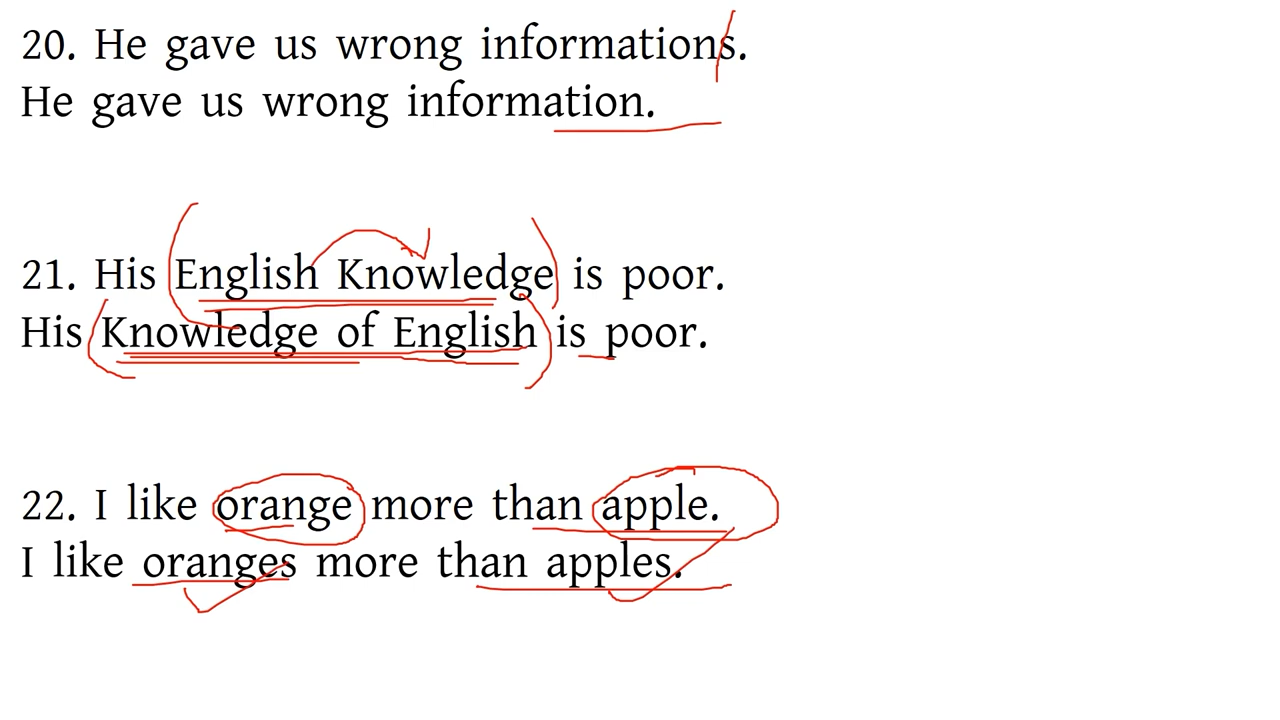 20. He gave us wrong informations.
He gave us wrong information.
21. His English Knowledge is poor.
His Knowledge of English is poor.
22. I like orange more than apple.
I like oranges more than apples.